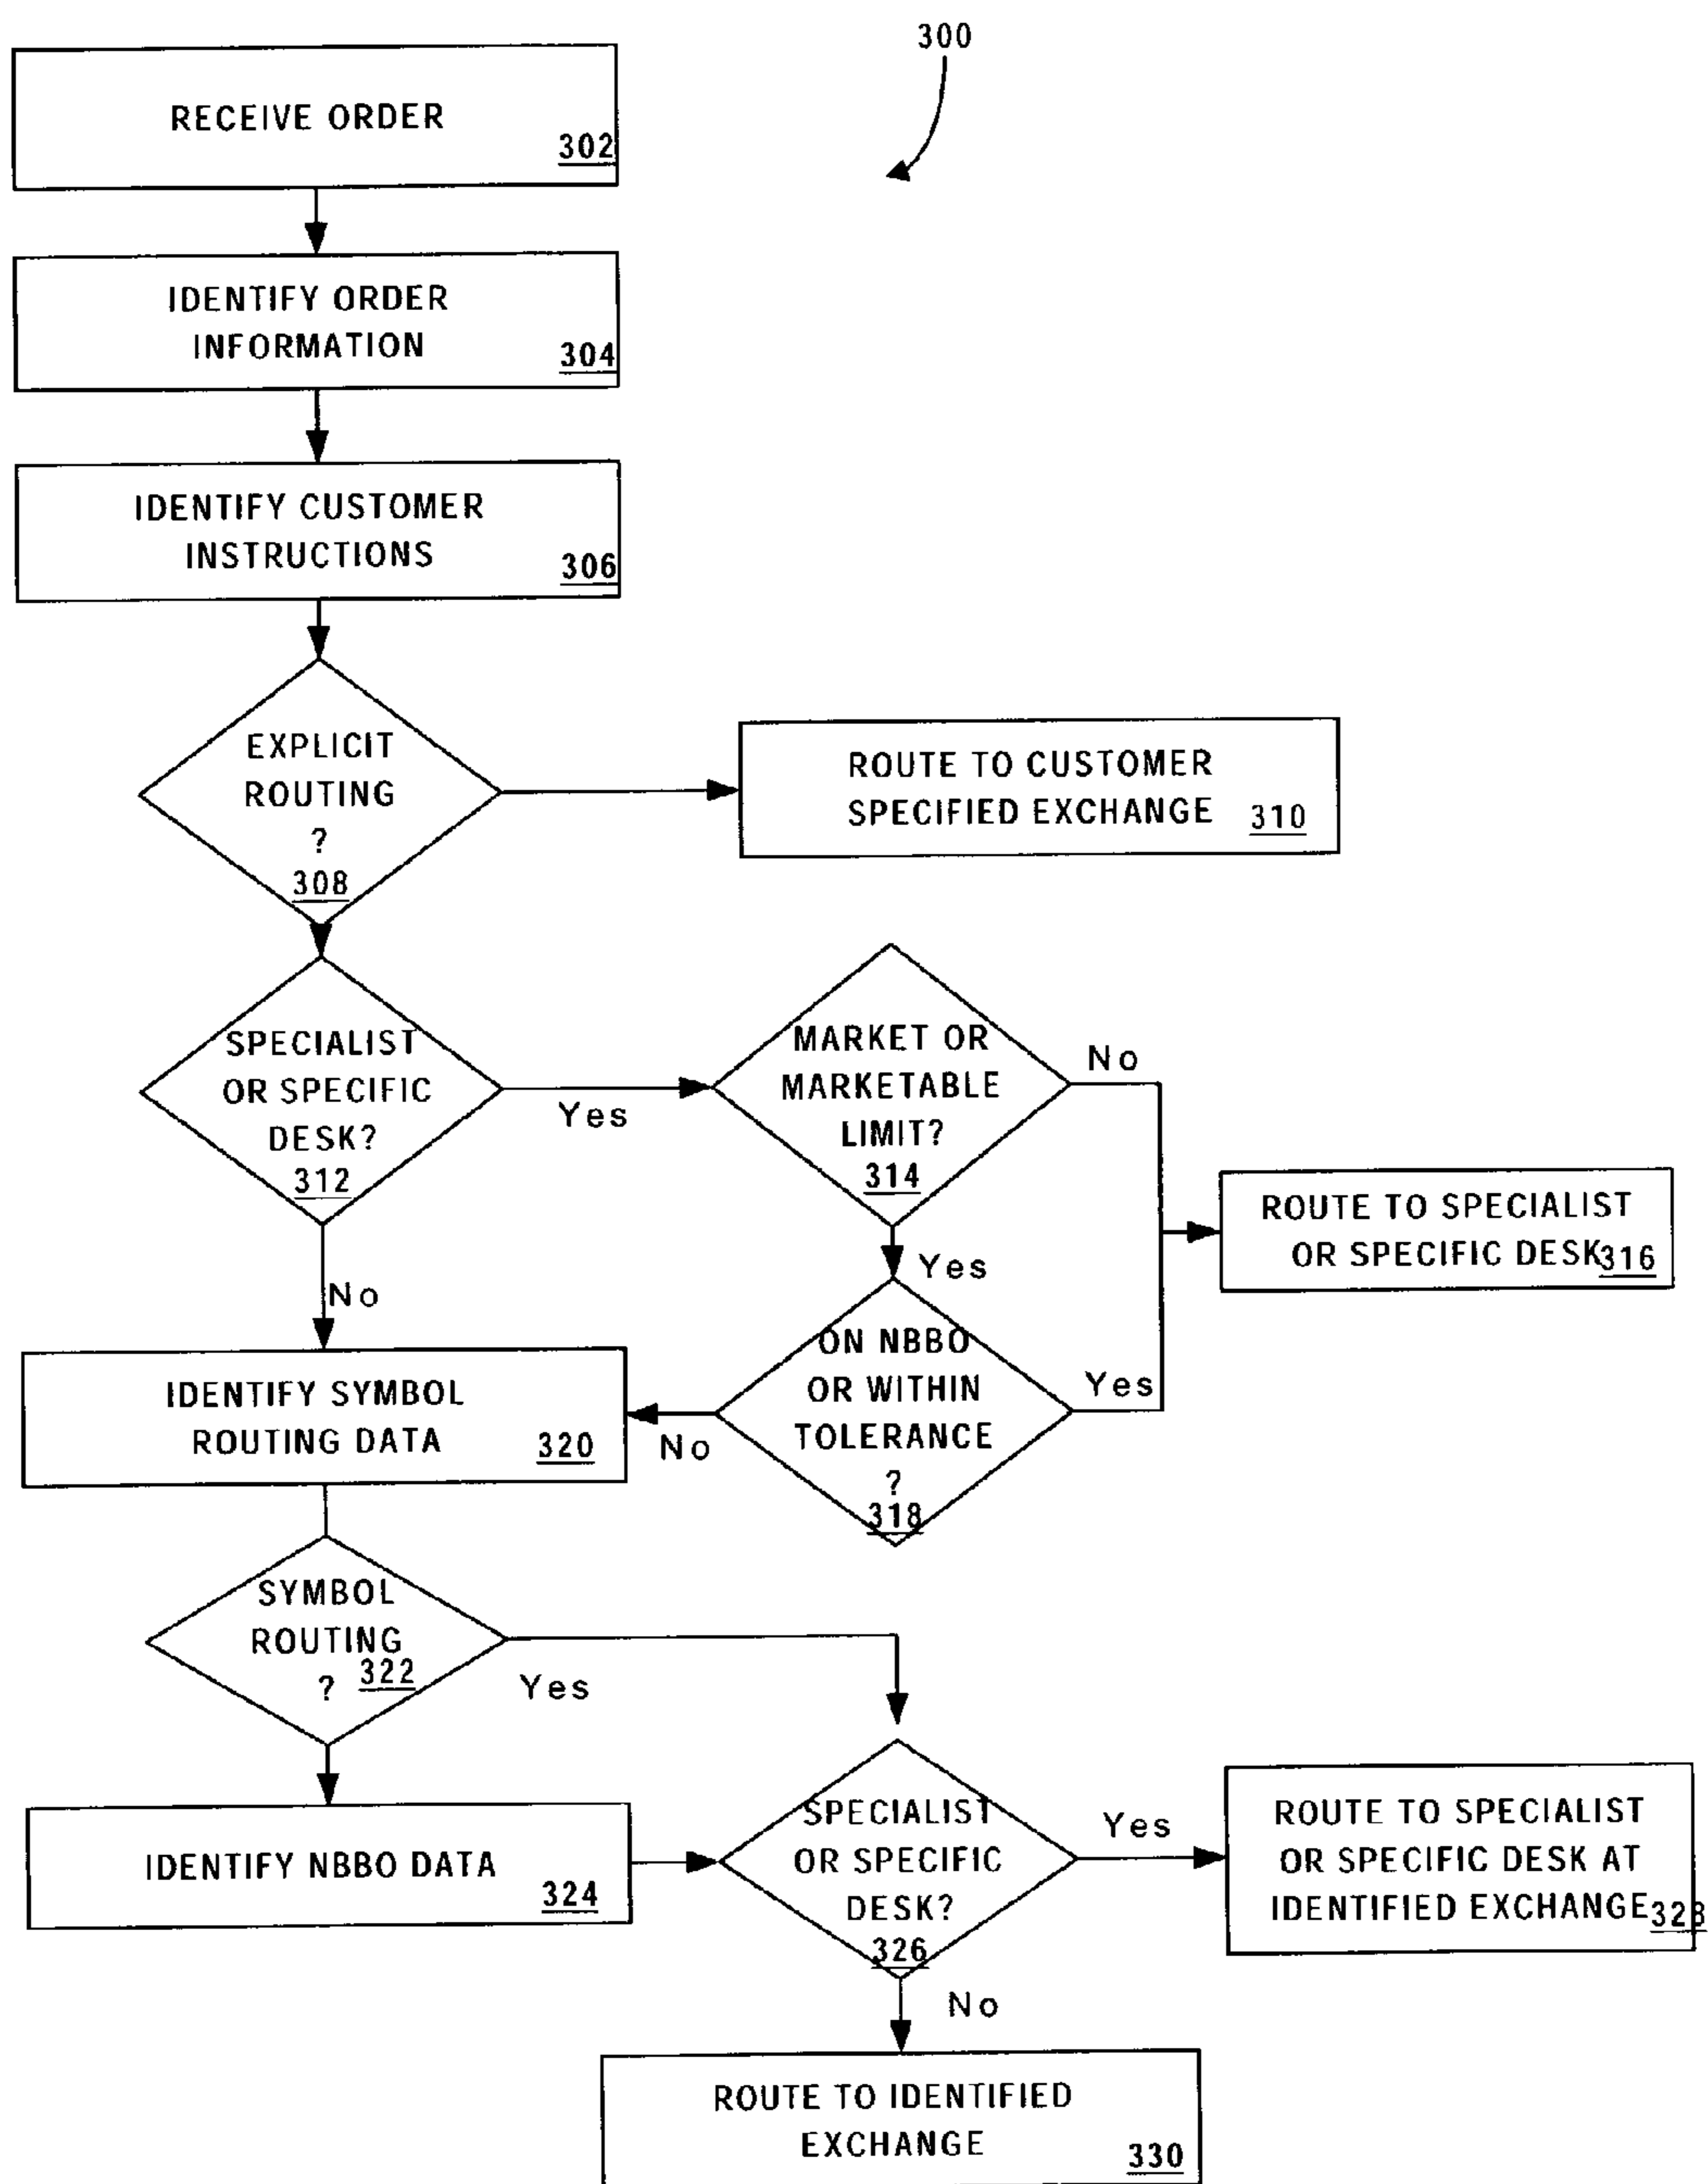 300
RECEIVE ORDER
302
IDENTIFY ORDER
INFORMATION
304
IDENTIFY CUSTOMER
INSTRUCTIONS
306
EXPLICIT
ROUTING
?
308
ROUTE TO CUSTOMER
SPECIFIED EXCHANGE
310
SPECIALIST
OR SPECIFIC
DESK?
312
Yes
No
MARKET OR
MARKETABLE
LIMIT?
314
No
Yes
ROUTE TO SPECIALIST
OR SPECIFIC DESK
316
ON NBBO
OR WITHIN
TOLERANCE
?
318
Yes
No
IDENTIFY SYMBOL
ROUTING DATA
320
SYMBOL
ROUTING
?
322
Yes
IDENTIFY NBBO DATA
324
SPECIALIST
OR SPECIFIC
DESK?
326
Yes
No
ROUTE TO SPECIALIST
OR SPECIFIC DESK AT
IDENTIFIED EXCHANGE
328
ROUTE TO IDENTIFIED
EXCHANGE
330